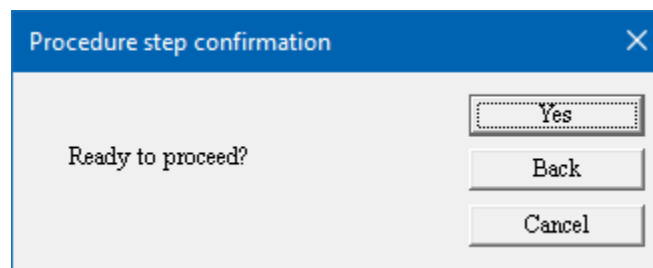 Procedure step confirmation
Ready to proceed?
Yes
Back
Cancel